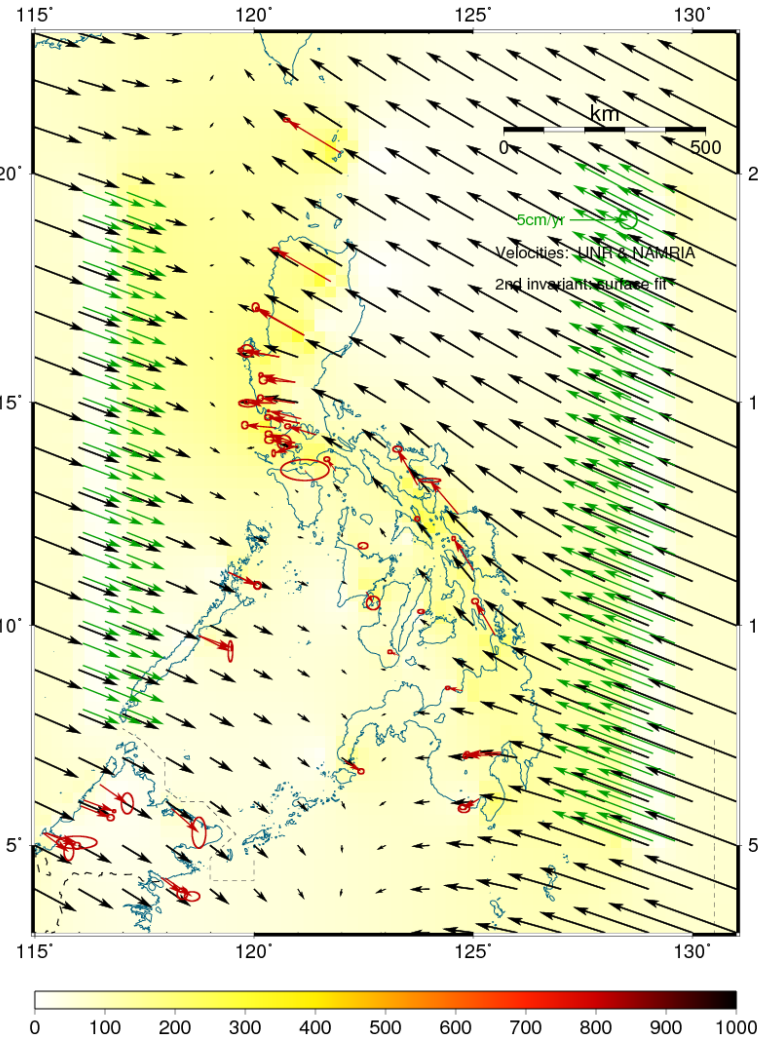 115˚ 120˚ 125˚ 130˚
km
0 500
20˚ 2
5cm/yr
Velocities: UNR & NAMRIA
2nd invariant: surface fit
15˚ 1
10˚ 1
5˚ 5
115˚ 120˚ 125˚ 130˚
0 100 200 300 400 500 600 700 800 900 1000